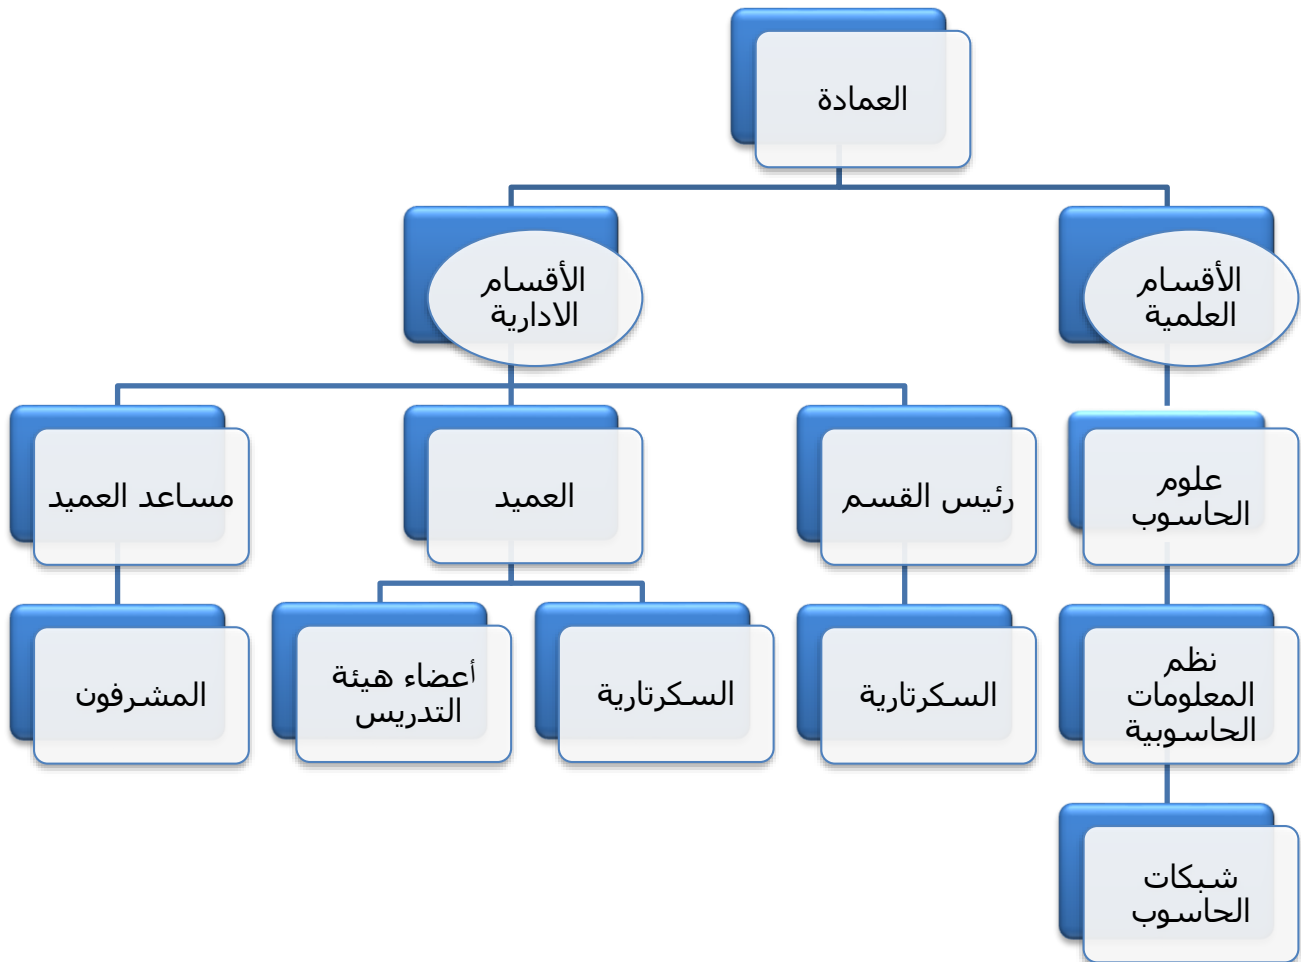 العمادة
الأقسام
العلمية
الأقسام
الادارية
علوم
الحاسوب
رئيس القسم
العميد
مساعد العميد
نظم
المعلومات
الحاسوبية
السكرتارية
السكرتارية
أعضاء هيئة
التدريس
المشرفون
شبكات
الحاسوب